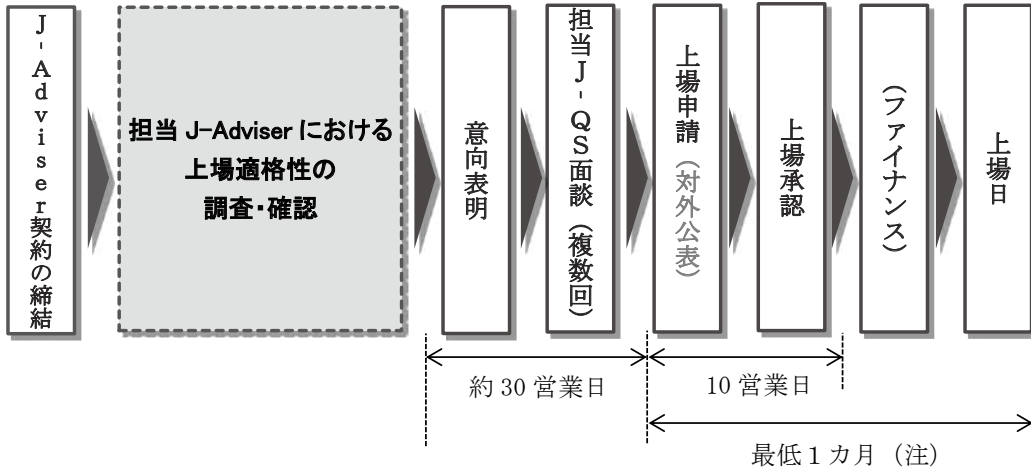 J-Adviser契約の締結
担当 J-Adviser における
上場適格性の
調査・確認
意向表明
担当J-QS面談（複数回）
上場申請（対外公表）
上場承認
（ファイナンス）
上場日
約 30 営業日
10 営業日
最低 1 カ月（注）